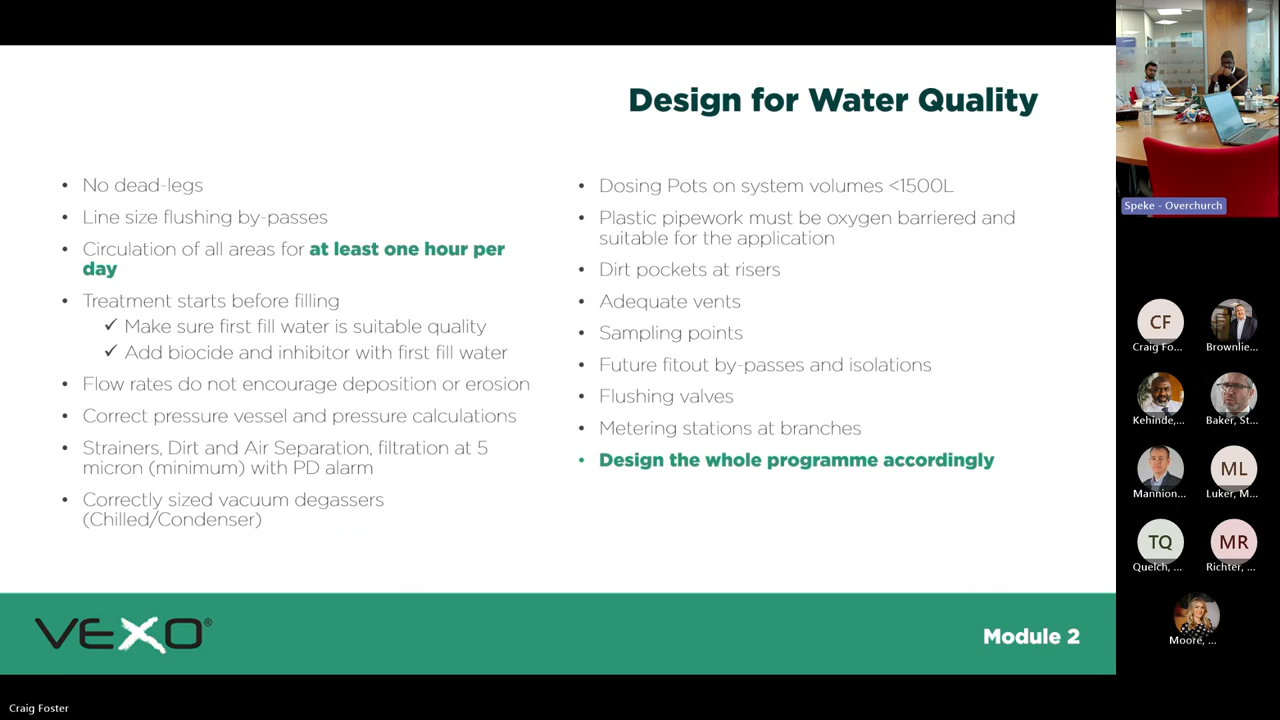 Design for Water Quality
• No dead-legs
• Line size flushing by-passes
• Circulation of all areas for at least one hour per
day
• Treatment starts before filling
✓ Make sure first fill water is suitable quality
✓ Add biocide and inhibitor with first fill water
• Flow rates do not encourage deposition or erosion
• Correct pressure vessel and pressure calculations
• Strainers, Dirt and Air Separation, filtration at 5
micron (minimum) with PD alarm
• Correctly sized vacuum degassers
(Chilled/Condenser)
• Dosing Pots on system volumes <1500L
• Plastic pipework must be oxygen barriered and
suitable for the application
• Dirt pockets at risers
• Adequate vents
• Sampling points
• Future fitout by-passes and isolations
• Flushing valves
• Metering stations at branches
• Design the whole programme accordingly
VEXO®
Module 2
Craig Foster
Speke - Overchurch
CF
Craig Fo...
Brownlie...
Kehinde,...
Baker, St...
Mannion...
ML
Luker, M...
TQ
Quelch, ...
MR
Richter, ...
Moore, ...